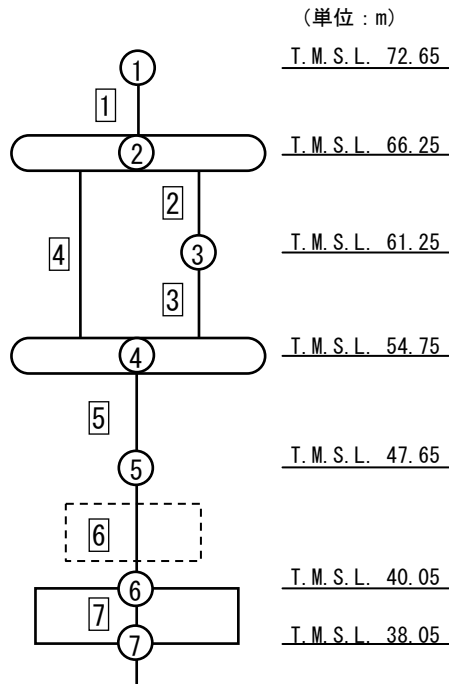 (単位:m)
① T.M.S.L. 72.65
1
② T.M.S.L. 66.25
2
4 ③ T.M.S.L. 61.25
3
④ T.M.S.L. 54.75
5
⑤ T.M.S.L. 47.65
6
⑥ T.M.S.L. 40.05
7
⑦ T.M.S.L. 38.05